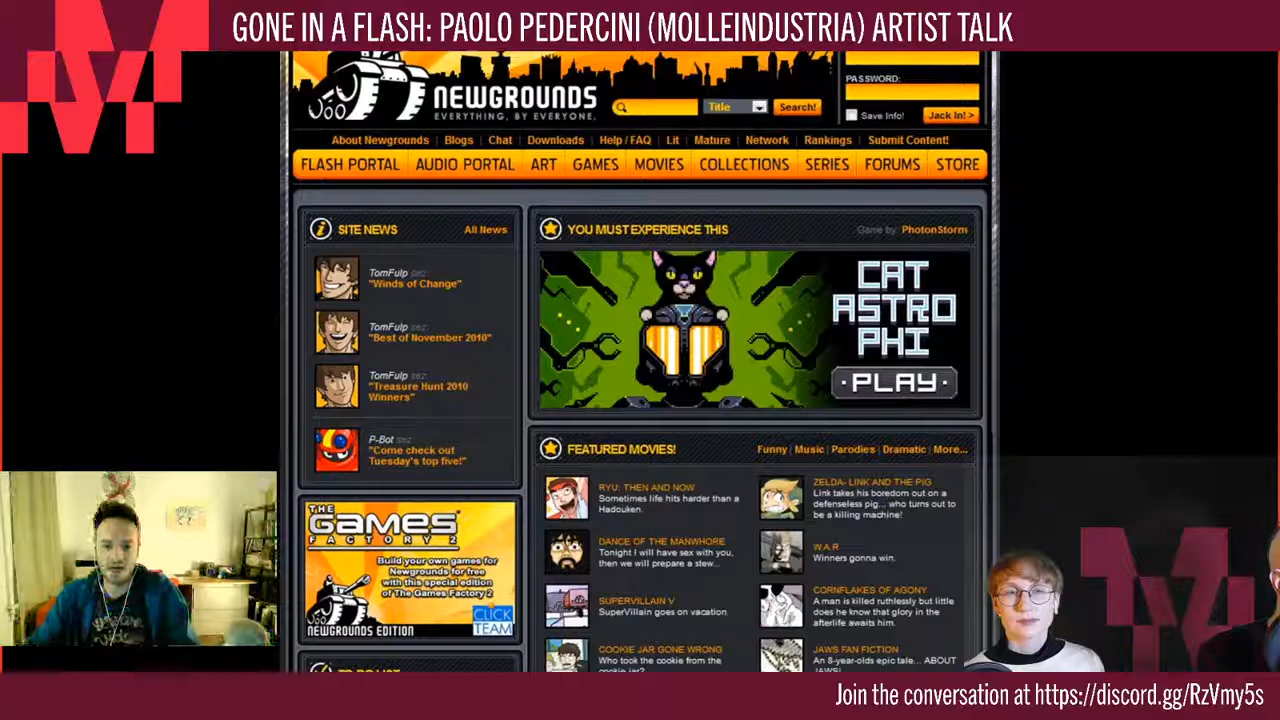 GONE IN A FLASH: PAOLO PEDERCINI (MOLLEINDUSTRIA) ARTIST TALK
NEWGROUNDS
EVERYTHING, BY EVERYONE.
Title
Search!
PASSWORD:
Save Info!
Jack In! >
About Newgrounds | Blogs | Chat | Downloads | Help / FAQ | Lit | Mature | Network | Rankings | Submit Content!
FLASH PORTAL AUDIO PORTAL ART GAMES MOVIES COLLECTIONS SERIES FORUMS STORE
SITE NEWS
All News
TomFulp sez:
"Winds of Change"
TomFulp sez:
"Best of November 2010"
TomFulp sez:
"Treasure Hunt 2010
Winners"
P-Bot sez:
"Come check out
Tuesday's top five!"
THE
GAMES
FACTORY 2
Build your own games for
Newgrounds for free
with this special edition
of The Games Factory 2
NEWGROUNDS EDITION
CLICK
TEAM
YOU MUST EXPERIENCE THIS
Game by PhotonStorm
CAT
ASTRO
PHI
·PLAY·
FEATURED MOVIES!
Funny | Music | Parodies | Dramatic | More...
RYU: THEN AND NOW
Sometimes life hits harder than a
Hadouken.
DANCE OF THE MANWHORE
Tonight I will have sex with you,
then we will prepare a stew...
SUPERVILLAIN V
SuperVillain goes on vacation.
COOKIE JAR GONE WRONG
Who took the cookie from the
cookie jar?
ZELDA- LINK AND THE PIG
Link takes his boredom out on a
defenseless pig... who turns out to
be a killing machine!
W.A.R
Winners gonna win.
CORNFLAKES OF AGONY
A man is killed ruthlessly but little
does he know that glory in the
afterlife awaits him.
JAWS FAN FICTION
An 8-year-olds epic tale... ABOUT
JAWS!
Join the conversation at https://discord.gg/RzVmy5s